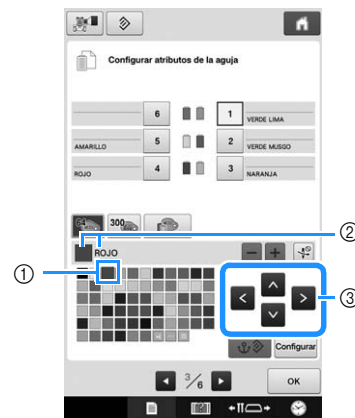 Configurar atributos de la
aguja
6 1 VERDE LIMA
AMARILLO 5 2 VERDE MUSGO
ROJO 4 3 NARANJA
64 300
ROJO
②
①
③
Configurar
3/6 OK